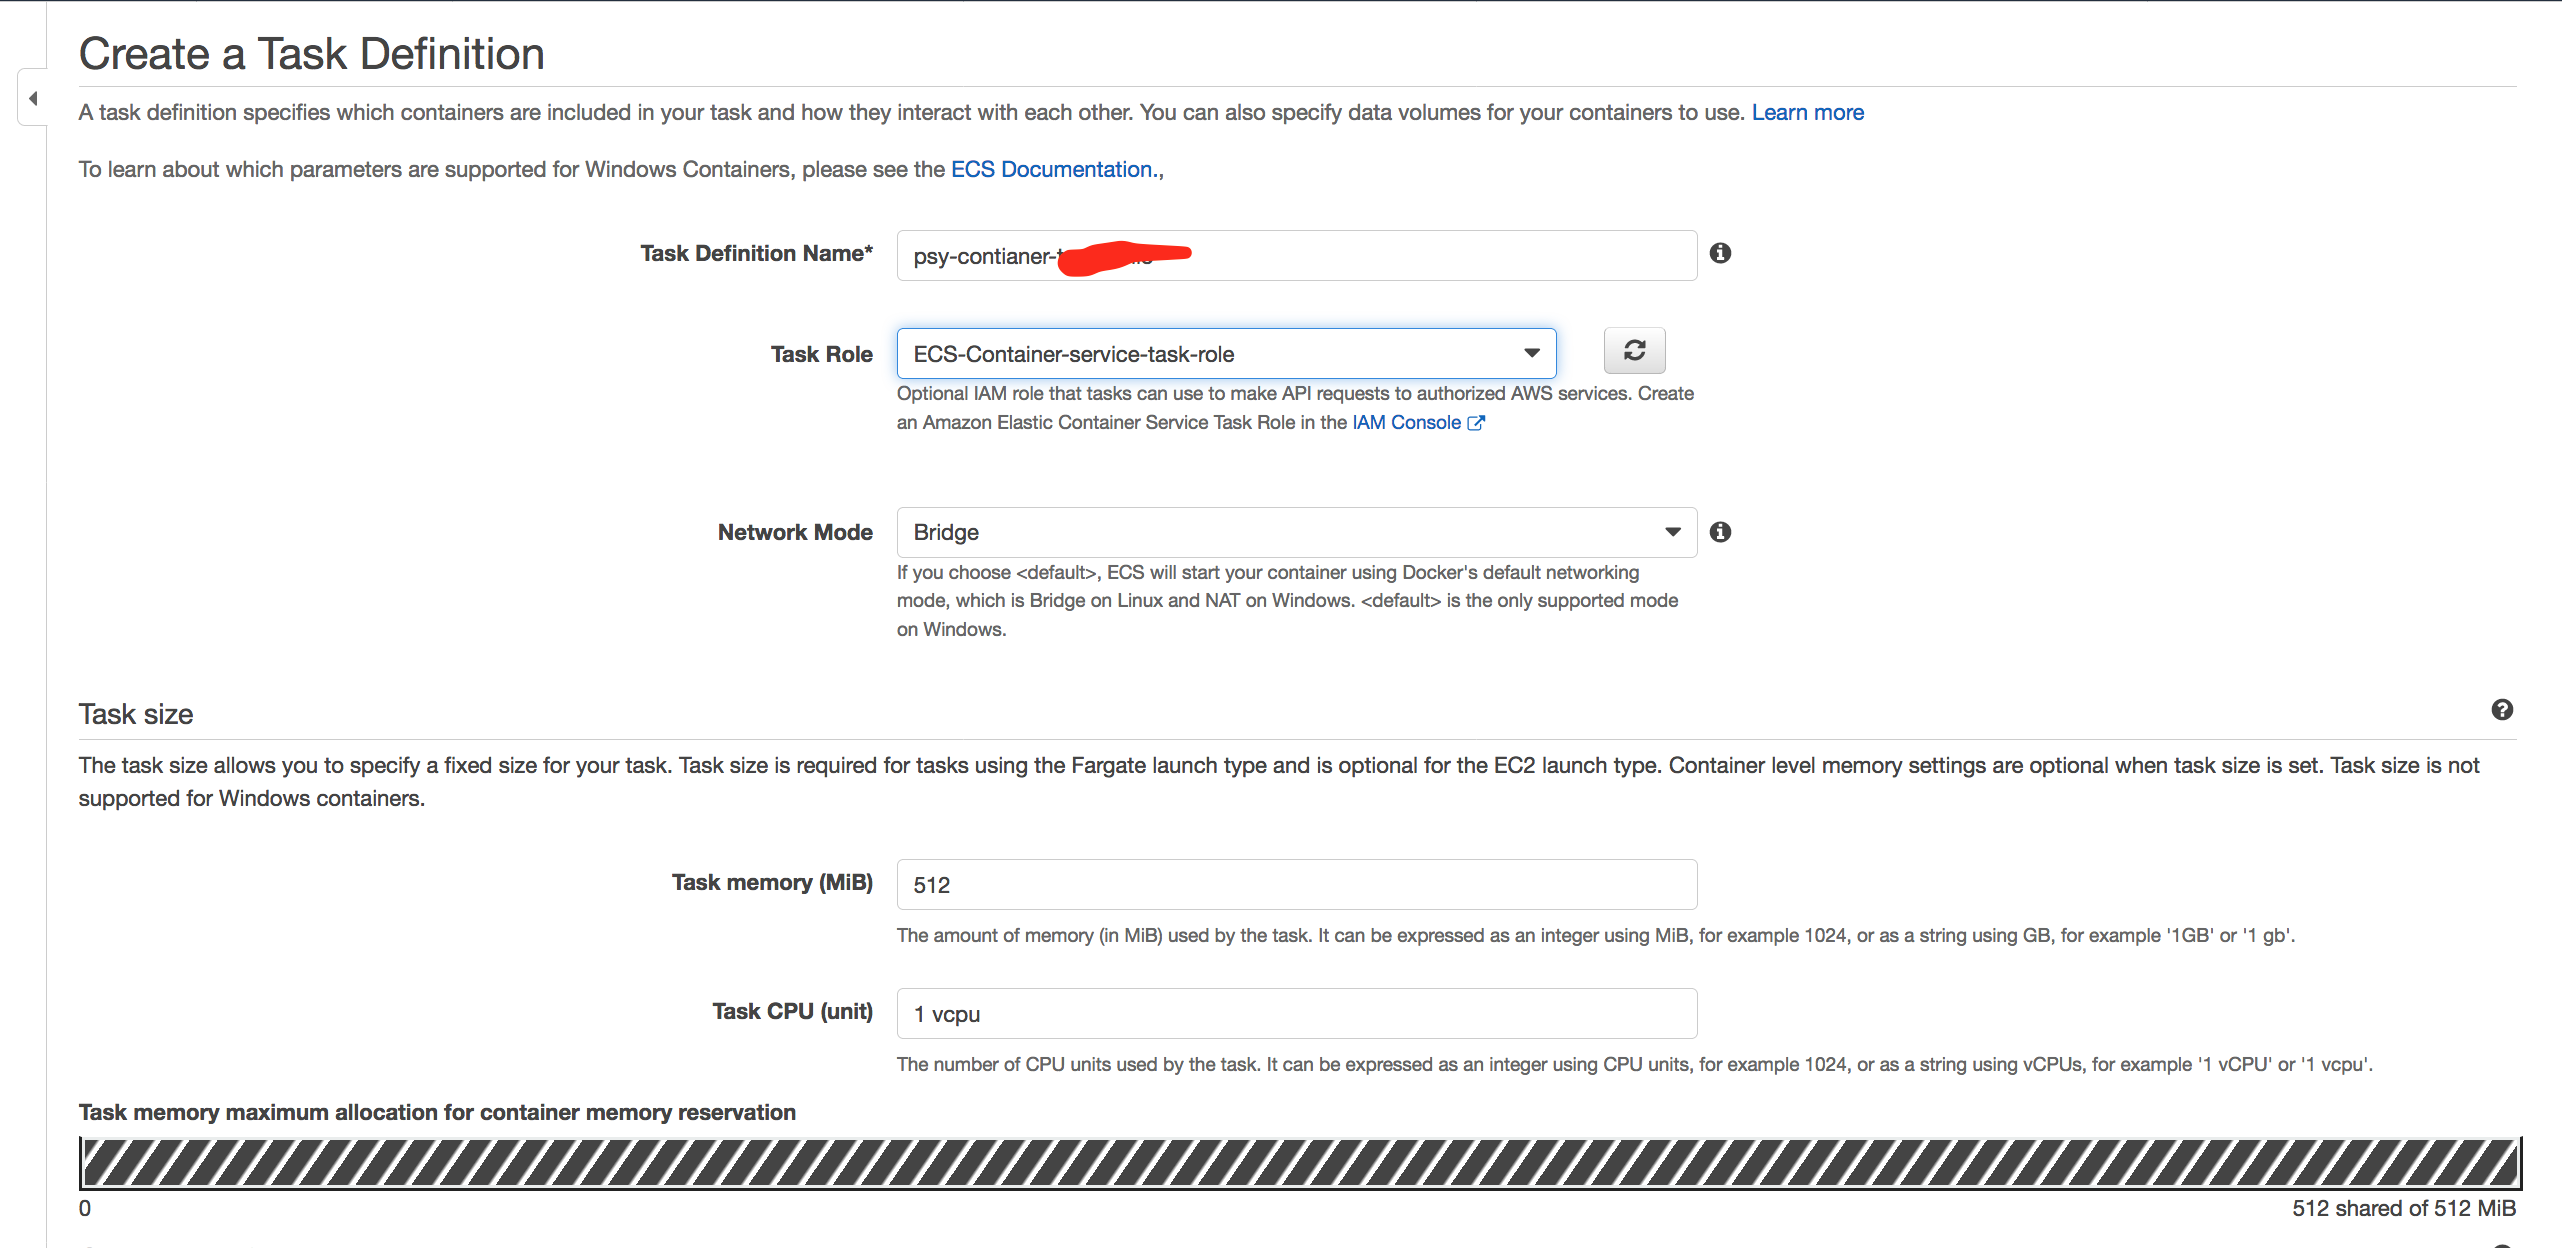 Create a Task Definition
A task definition specifies which containers are included in your task and how they interact with each other. You can also specify data volumes for your containers to use. Learn more
To learn about which parameters are supported for Windows Containers, please see the ECS Documentation.,
Task Definition Name*
psy-contianer-
Task Role
ECS-Container-service-task-role
Optional IAM role that tasks can use to make API requests to authorized AWS services. Create
an Amazon Elastic Container Service Task Role in the IAM Console
Network Mode
Bridge
If you choose <default>, ECS will start your container using Docker's default networking
mode, which is Bridge on Linux and NAT on Windows. <default> is the only supported mode
on Windows.
Task size
The task size allows you to specify a fixed size for your task. Task size is required for tasks using the Fargate launch type and is optional for the EC2 launch type. Container level memory settings are optional when task size is set. Task size is not
supported for Windows containers.
Task memory (MiB)
512
The amount of memory (in MiB) used by the task. It can be expressed as an integer using MiB, for example 1024, or as a string using GB, for example '1GB' or '1 gb'.
Task CPU (unit)
1 vcpu
The number of CPU units used by the task. It can be expressed as an integer using CPU units, for example 1024, or as a string using vCPUs, for example '1 vCPU' or '1 vcpu'.
Task memory maximum allocation for container memory reservation
0
512 shared of 512 MiB